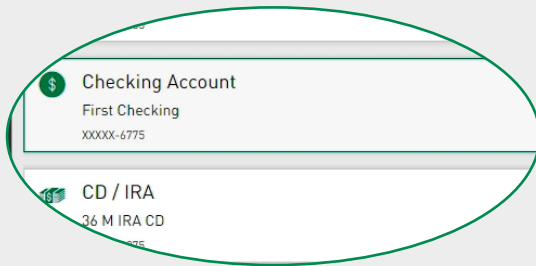 $
Checking Account
First Checking
XXXXX-6775
CD / IRA
36 M IRA CD